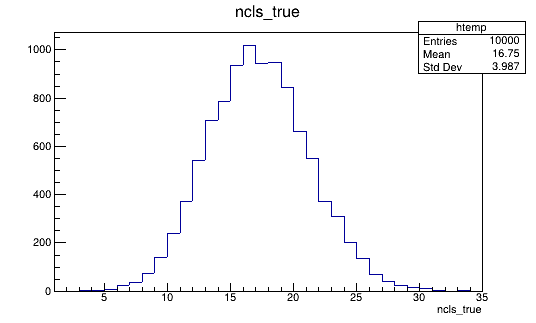 ncls_true
htemp
Entries 10000
Mean 16.75
Std Dev 3.987
1000
800
600
400
200
0
5 10 15 20 25 30 35
ncls_true